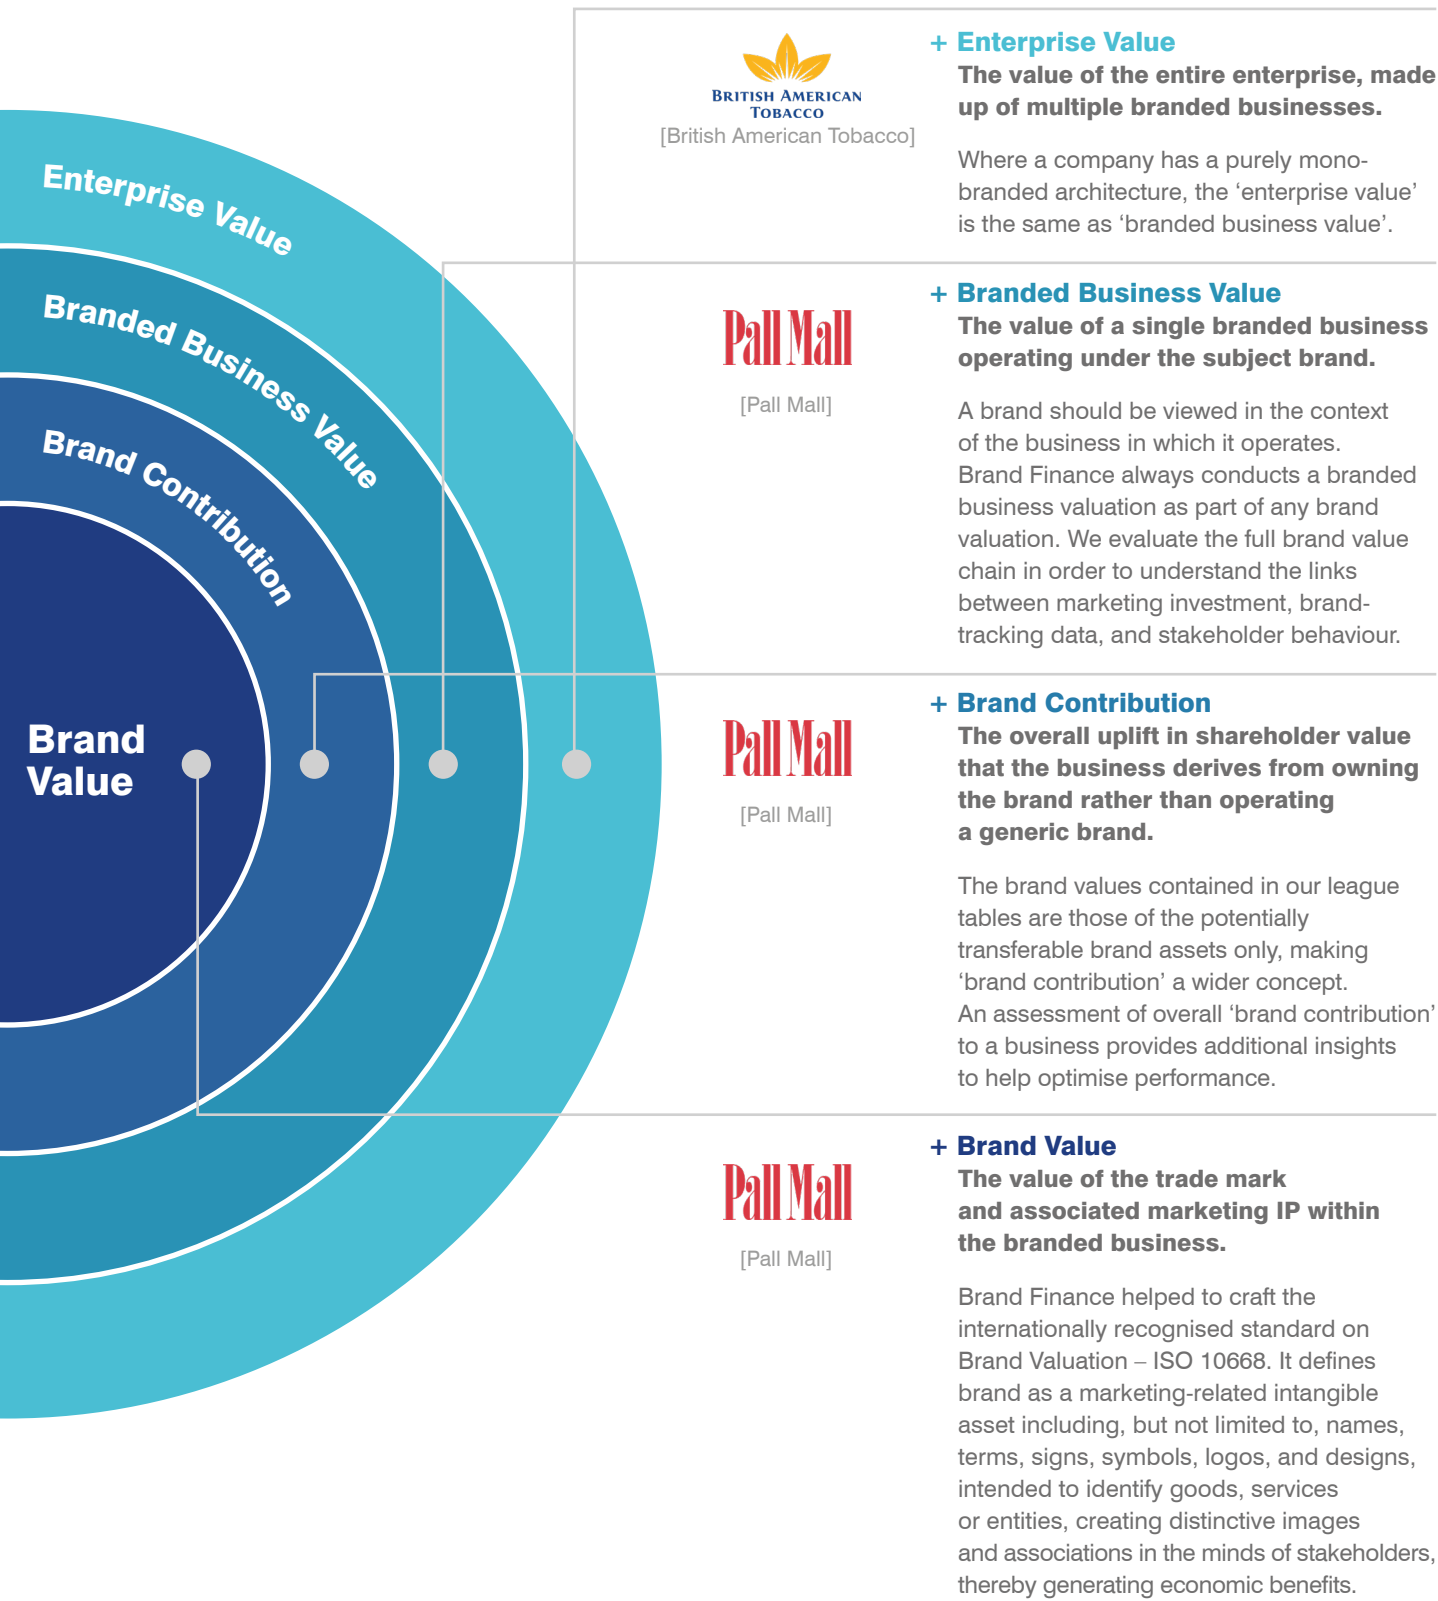 Enterprise Value
Branded Business Value
Brand Contribution
Brand
Value
BRITISH AMERICAN
TOBACCO
[British American Tobacco]
+ Enterprise Value
The value of the entire enterprise, made
up of multiple branded businesses.
Where a company has a purely mono-
branded architecture, the ‘enterprise value’
is the same as ‘branded business value’.
Pall Mall
[Pall Mall]
+ Branded Business Value
The value of a single branded business
operating under the subject brand.
A brand should be viewed in the context
of the business in which it operates.
Brand Finance always conducts a branded
business valuation as part of any brand
valuation. We evaluate the full brand value
chain in order to understand the links
between marketing investment, brand-
tracking data, and stakeholder behaviour.
Pall Mall
[Pall Mall]
+ Brand Contribution
The overall uplift in shareholder value
that the business derives from owning
the brand rather than operating
a generic brand.
The brand values contained in our league
tables are those of the potentially
transferable brand assets only, making
‘brand contribution’ a wider concept.
An assessment of overall ‘brand contribution’
to a business provides additional insights
to help optimise performance.
Pall Mall
[Pall Mall]
+ Brand Value
The value of the trade mark
and associated marketing IP within
the branded business.
Brand Finance helped to craft the
internationally recognised standard on
Brand Valuation – ISO 10668. It defines
brand as a marketing-related intangible
asset including, but not limited to, names,
terms, signs, symbols, logos, and designs,
intended to identify goods, services
or entities, creating distinctive images
and associations in the minds of stakeholders,
thereby generating economic benefits.